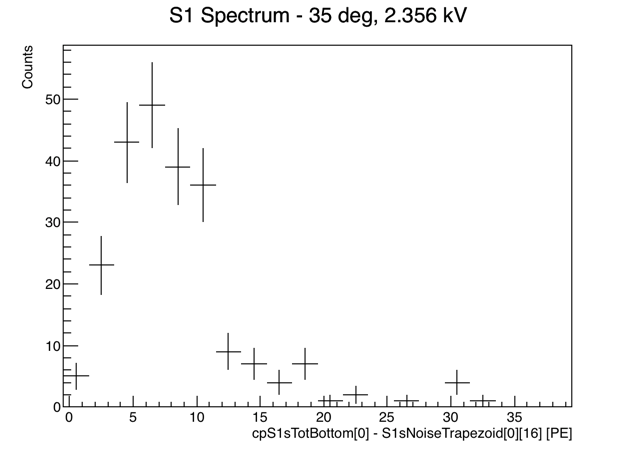 S1 Spectrum - 35 deg, 2.356 kV
Counts
50
40
30
20
10
0
0 5 10 15 20 25 30 35
cpS1sTotBottom[0] - S1sNoiseTrapezoid[0][16] [PE]